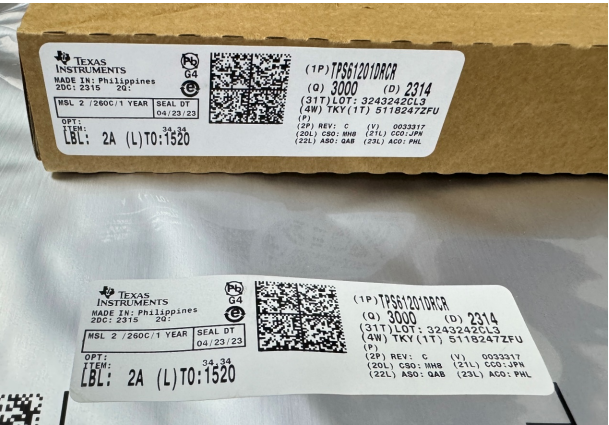 TEXAS
INSTRUMENTS
MADE IN: Philippines
2DC: 2315 2Q:
Pb
G4
e
MSL 2 /260C/1 YEAR
SEAL DT
04/23/23
OPT:
ITEM:
34.34
LBL: 2A (L)TO:1520
(1P)TPS61201DRCR
(Q) 3000 (D) 2314
(31T)LOT: 3243242CL3
(4W) TKY(1T) 5118247ZFU
(P)
(2P) REV: C (V) 0033317
(20L) CSO: MH8 (21L) CCO:JPN
(22L) ASO: QAB (23L) ACO: PHL
TEXAS
INSTRUMENTS
MADE IN: Philippines
2DC: 2315 2Q:
Pb
G4
e
MSL 2 /260C/1 YEAR
SEAL DT
04/23/23
OPT:
ITEM:
34.34
LBL: 2A (L)TO:1520
(1P)TPS61201DRCR
(Q) 3000 (D) 2314
(31T)LOT: 3243242CL3
(4W) TKY(1T) 5118247ZFU
(P)
(2P) REV: C (V) 0033317
(20L) CSO: MH8 (21L) CCO:JPN
(22L) ASO: QAB (23L) ACO: PHL